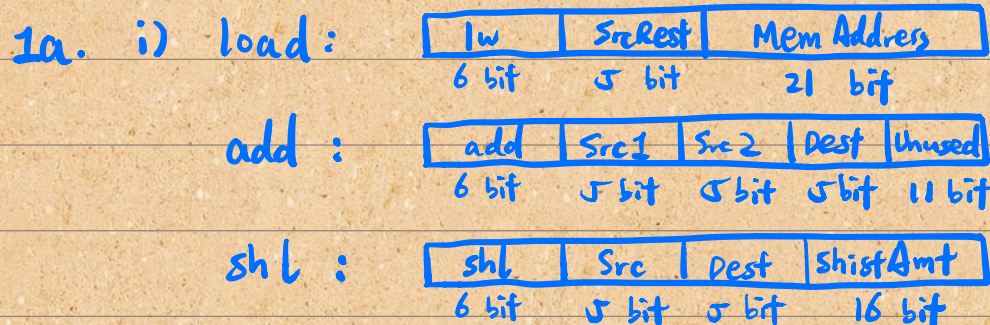 1a. i) load: lw SrcRest Mem Address
6 bit 5 bit 21 bit
add: add Src1 Src2 Dest Unused
6 bit 5 bit 5 bit 5 bit 11 bit
shl: shl Src Dest ShistAmt
6 bit 5 bit 5 bit 16 bit